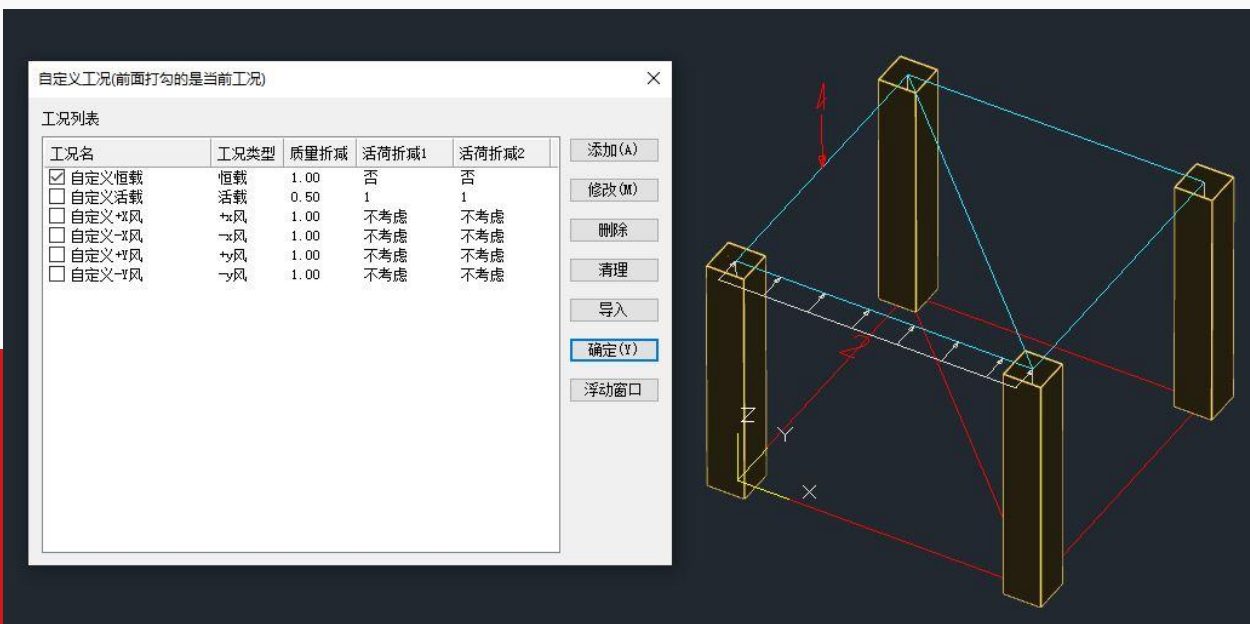 自定义工况(前面打勾的是当前工况)
工况列表
工况名 工况类型 质量折减 活荷折减1 活荷折减2
自定义恒载 恒载 1.00 否 否
自定义活载 活载 0.50 1 1
自定义+X风 +x风 1.00 不考虑 不考虑
自定义-X风 -x风 1.00 不考虑 不考虑
自定义+Y风 +y风 1.00 不考虑 不考虑
自定义-Y风 -y风 1.00 不考虑 不考虑
添加(A)
修改(M)
删除
清理
导入
确定(Y)
浮动窗口
1
2
Z
Y
X